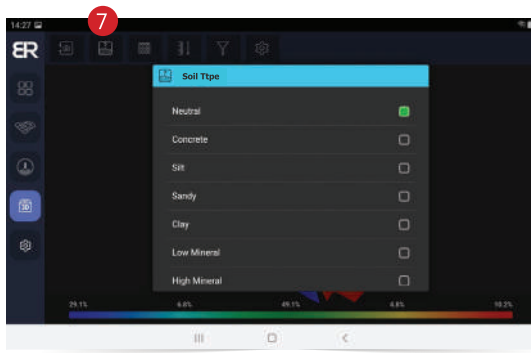 7
14:27
ER
3D
Soil Ttpe
Neutral
Concrete
Silt
Sandy
Clay
Low Mineral
High Mineral
29.1% 6.8% 49.1% 4.8% 10.2%